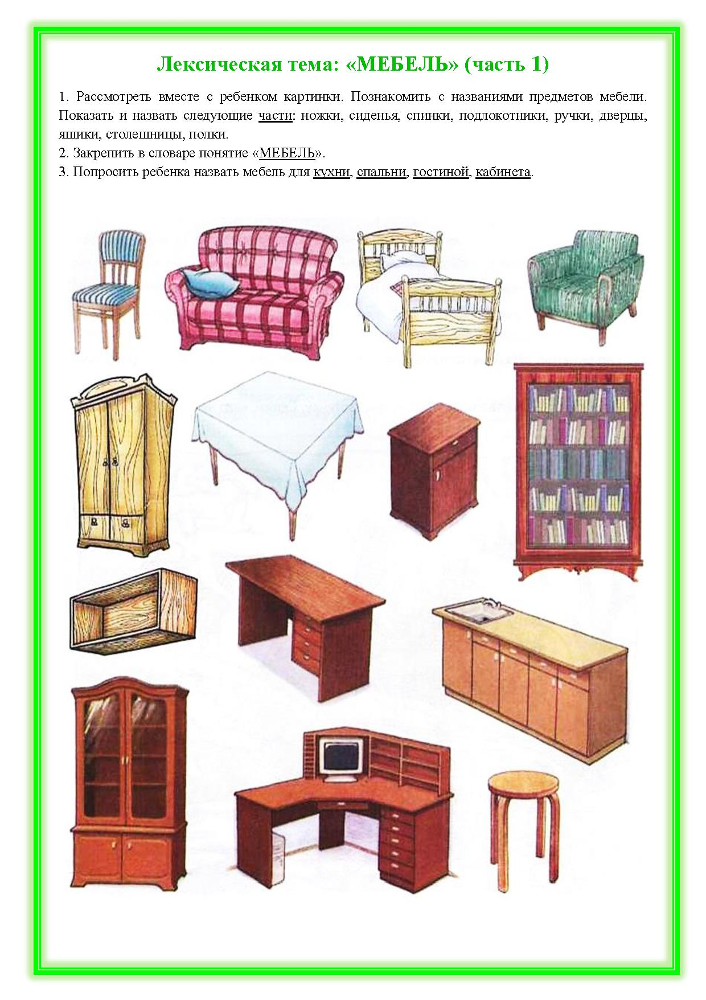 Лексическая тема: «МЕБЕЛЬ» (часть 1)
1. Рассмотреть вместе с ребенком картинки. Познакомить с названиями предметов мебели.
Показать и назвать следующие части: ножки, сиденья, спинки, подлокотники, ручки, дверцы,
ящики, столешницы, полки.
2. Закрепить в словаре понятие «МЕБЕЛЬ».
3. Попросить ребенка назвать мебель для кухни, спальни, гостиной, кабинета.